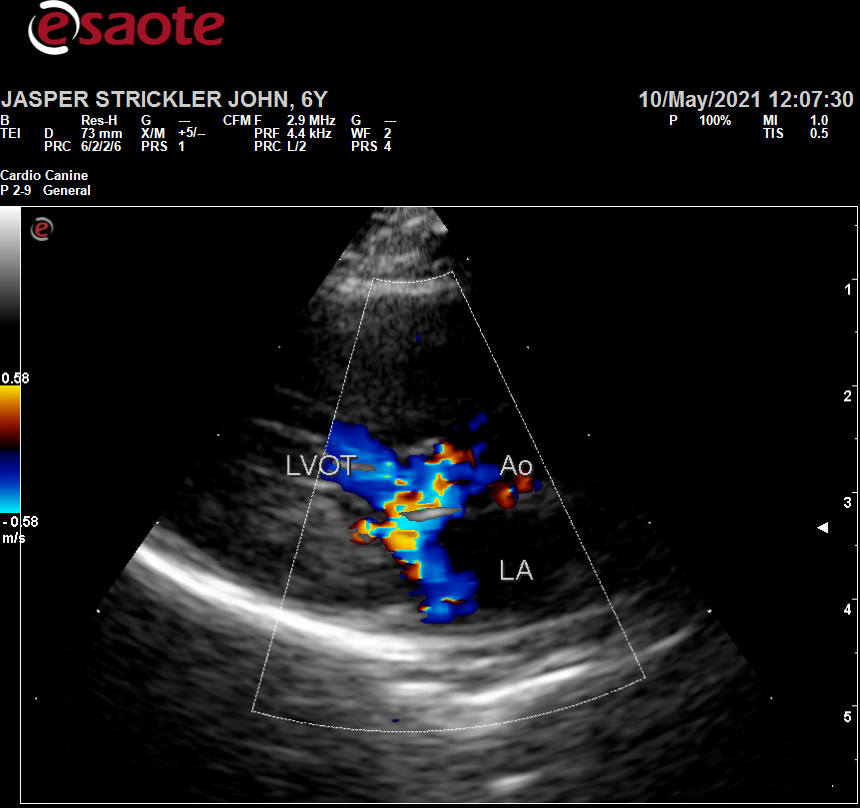 esaote
JASPER STRICKLER JOHN, 6Y 10/May/2021 12:07:30
B Res-H G --- CFM F 2.9 MHz G --- P 100% MI 1.0
TEI D 73 mm X/M +5/-- PRF 4.4 kHz WF 2 TIS 0.5
PRC 6/2/2/6 PRS 1 PRC L/2 PRS 4
Cardio Canine
P 2-9 General
e
1
0.58
2
LVOT Ao
3
- 0.58
m/s
LA
4
5